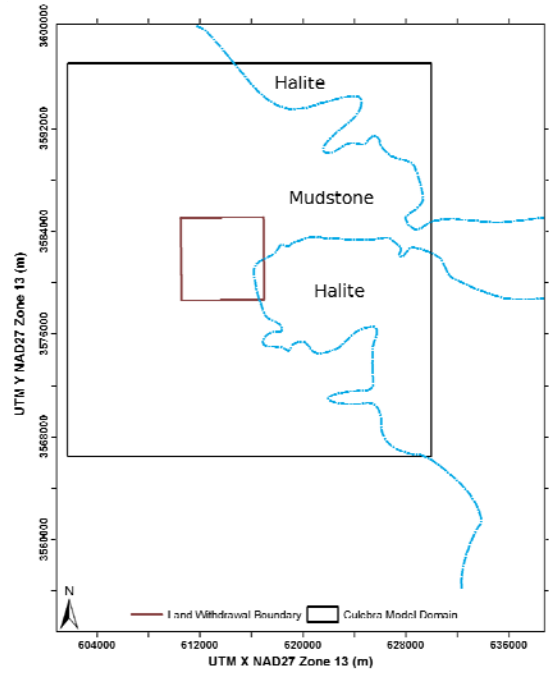 3600000
Halite
3592000
Mudstone
3584000
Halite
3576000
3568000
3560000
UTM Y NAD27 Zone 13 (m)
N
Land Withdrawal Boundary Culebra Model Domain
604000 612000 620000 628000 636000
UTM X NAD27 Zone 13 (m)